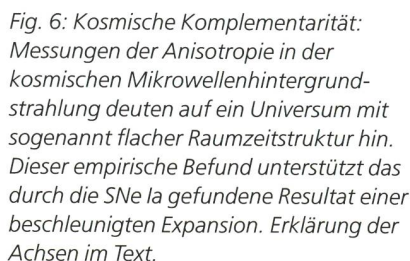 Fig. 6: Kosmische Komplementarität:
Messungen der Anisotropie in der
kosmischen Mikrowellenhintergrund-
strahlung deuten auf ein Universum mit
sogenannt flacher Raumzeitstruktur hin.
Dieser empirische Befund unterstützt das
durch die SNe Ia gefundene Resultat einer
beschleunigten Expansion. Erklärung der
Achsen im Text.